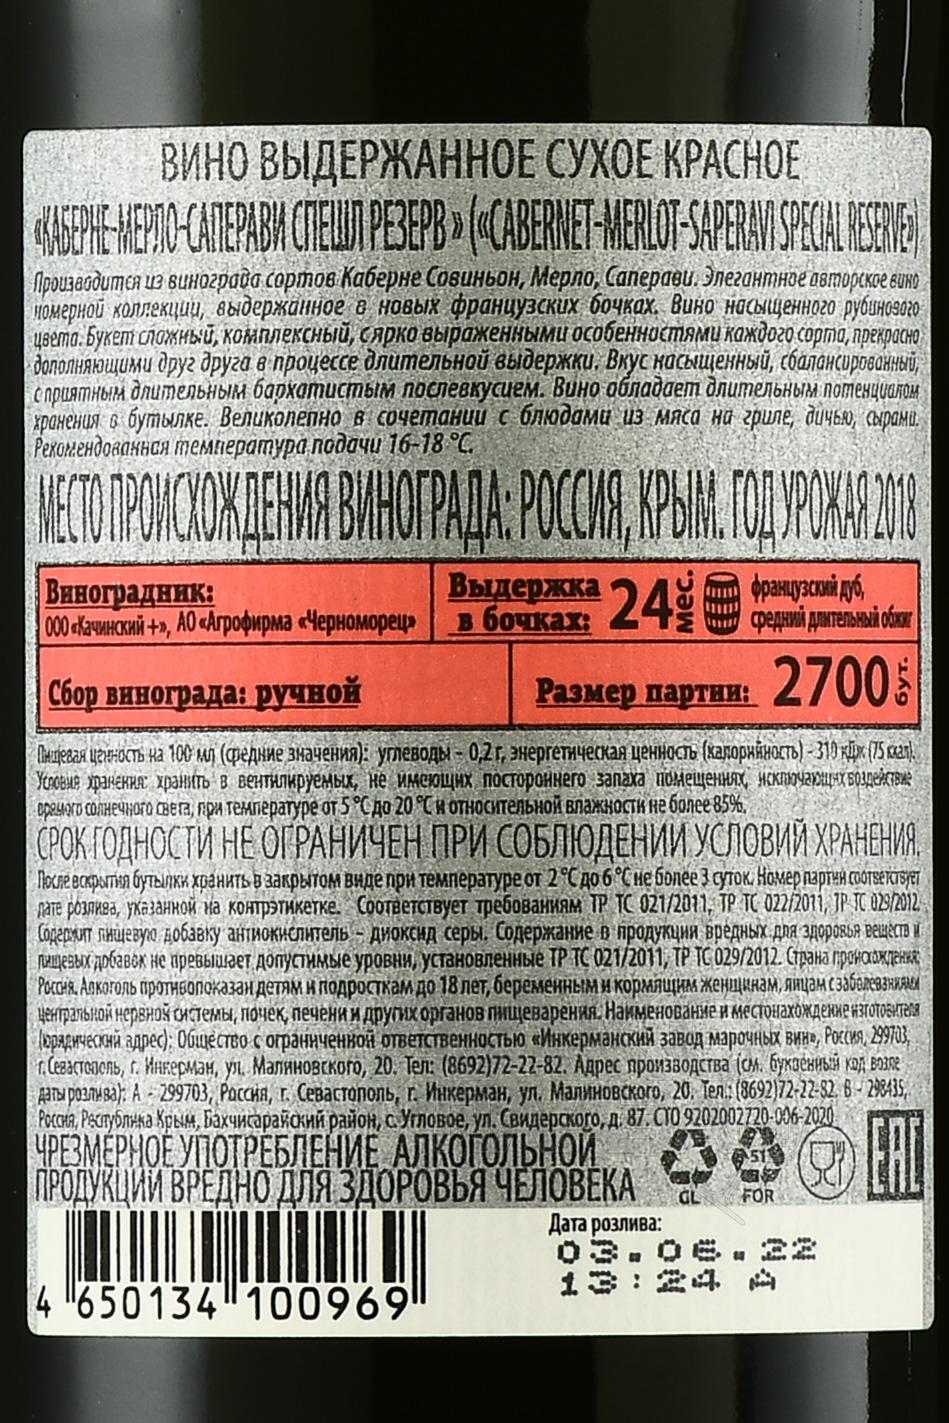 ВИНО ВЫДЕРЖАННОЕ СУХОЕ КРАСНОЕ
«КАБЕРНЕ-МЕРЛО-САПЕРАВИ СПЕШЛ РЕЗЕРВ» («CABERNET-MERLOT-SAPERAVI SPECIAL RESERVE»)
Производится из винограда сортов Каберне Совиньон, Мерло, Саперави. Элегантное авторское вино
номерной коллекции, выдержанное в новых французских бочках. Вино насыщенного рубинового
цвета. Букет сложный, комплексный, с ярко выраженными особенностями каждого сорта, прекрасно
дополняющими друг друга в процессе длительной выдержки. Вкус насыщенный, сбалансированный,
с приятным длительным бархатистым послевкусием. Вино обладает длительным потенциалом
хранения в бутылке. Великолепно в сочетании с блюдами из мяса на гриле, дичью, сырами.
Рекомендованная температура подачи 16-18 °С.
МЕСТО ПРОИСХОЖДЕНИЯ ВИНОГРАДА: РОССИЯ, КРЫМ. ГОД УРОЖАЯ 2018
Виноградник:
ООО «Качинский +», АО «Агрофирма «Черноморец»
Выдержка
в бочках: 24 мес.
французский дуб,
средний длительный обжиг
Сбор винограда: ручной
Размер партии: 2700 бут.
Пищевая ценность на 100 мл (средние значения): углеводы - 0,2 г, энергетическая ценность (калорийность) - 310 кДж (75 ккал).
Условия хранения: хранить в вентилируемых, не имеющих постороннего запаха помещениях, исключающих воздействие
прямого солнечного света, при температуре от 5 °С до 20 °С и относительной влажности не более 85%.
СРОК ГОДНОСТИ НЕ ОГРАНИЧЕН ПРИ СОБЛЮДЕНИИ УСЛОВИЙ ХРАНЕНИЯ.
После вскрытия бутылки хранить в закрытом виде при температуре от 2 °С до 6 °С не более 3 суток. Номер партии соответствует
дате розлива, указанной на контрэтикетке. Соответствует требованиям ТР ТС 021/2011, ТР ТС 022/2011, ТР ТС 029/2012.
Содержит пищевую добавку антиокислитель - диоксид серы. Содержание в продукции вредных для здоровья веществ и
пищевых добавок не превышает допустимые уровни, установленные ТР ТС 021/2011, ТР ТС 029/2012. Страна происхождения:
Россия. Алкоголь противопоказан детям и подросткам до 18 лет, беременным и кормящим женщинам, лицам с заболеваниями
центральной нервной системы, почек, печени и других органов пищеварения. Наименование и местонахождение изготовителя
(юридический адрес): Общество с ограниченной ответственностью «Инкерманский завод марочных вин», Россия, 299703,
г. Севастополь, г. Инкерман, ул. Малиновского, 20. Тел: (8692)72-22-82. Адрес производства (см. буквенный код возле
даты розлива): А - 299703, Россия, г. Севастополь, г. Инкерман, ул. Малиновского, 20. Тел.: (8692)72-22-82. В - 298435,
Россия, Республика Крым, Бахчисарайский район, с. Угловое, ул. Свидерского, д. 87. СТО 9202002720-006-2020
ЧРЕЗМЕРНОЕ УПОТРЕБЛЕНИЕ АЛКОГОЛЬНОЙ
ПРОДУКЦИИ ВРЕДНО ДЛЯ ЗДОРОВЬЯ ЧЕЛОВЕКА
GL
51
FOR
EAC
Дата розлива:
03.06.22
13:24 А
4 650134 100969